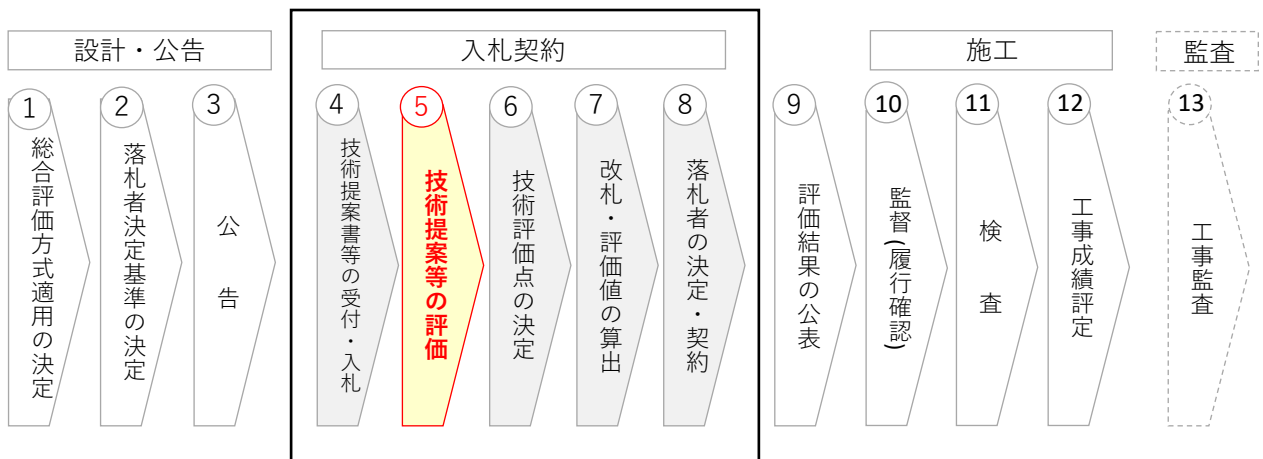 設計・公告
入札契約
施工
監査
1
総合評価方式適用の決定
2
落札者決定基準の決定
3
公告
4
技術提案書等の受付・入札
5
技術提案等の評価
6
技術評価点の決定
7
改札・評価値の算出
8
落札者の決定・契約
9
評価結果の公表
10
監督(履行確認)
11
検査
12
工事成績評定
13
工事監査